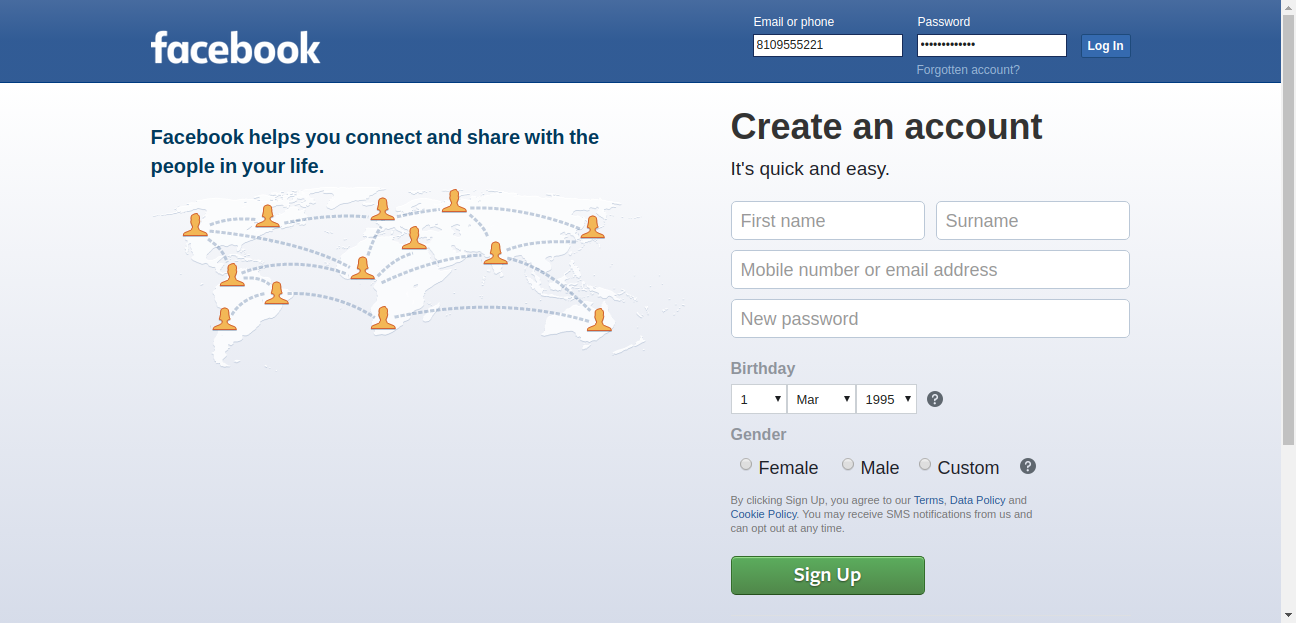 facebook
Email or phone
Password
8109555221
•••••••••••••
Log In
Forgotten account?
Facebook helps you connect and share with the
people in your life.
Create an account
It's quick and easy.
First name
Surname
Mobile number or email address
New password
Birthday
1 Mar 1995 ?
Gender
Female Male Custom ?
By clicking Sign Up, you agree to our Terms, Data Policy and
Cookie Policy. You may receive SMS notifications from us and
can opt out at any time.
Sign Up